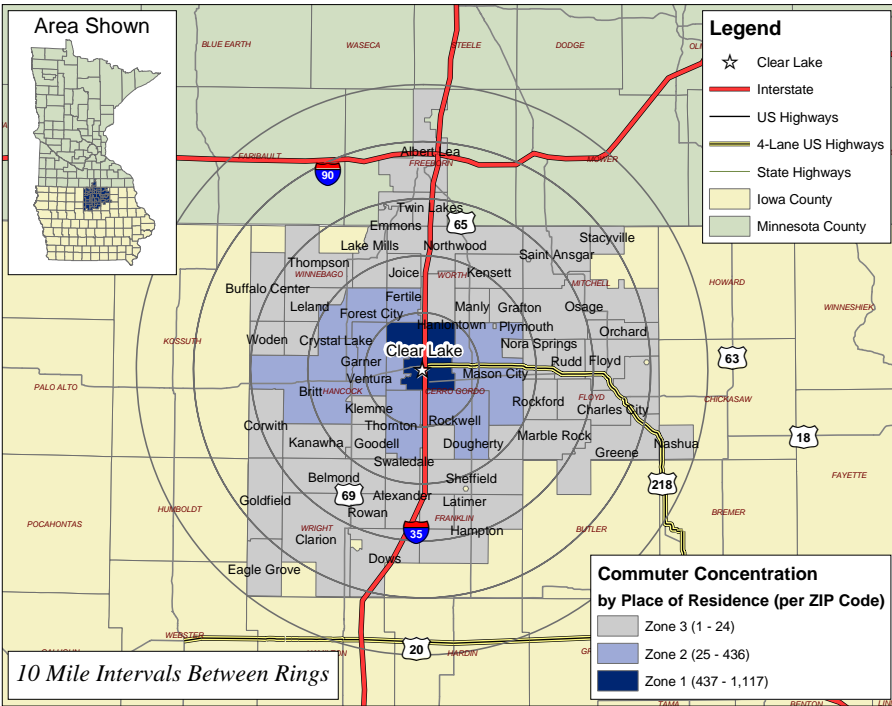 Area Shown
BLUE EARTH
WASECA
STEELE
DODGE
Legend
Clear Lake
Interstate
US Highways
4-Lane US Highways
State Highways
Iowa County
Minnesota County
FARIBAULT
Albert Lea
FREEBORN
MOWER
90
Twin Lakes
Emmons
65
Stacyville
Lake Mills
Northwood
Saint Ansgar
Thompson
WINNEBAGO
Joice
WORTH
Kensett
MITCHELL
HOWARD
Buffalo Center
Fertile
Leland
Manly
Grafton
Osage
WINNESHIEK
Forest City
Hanlontown
Plymouth
Orchard
KOSSUTH
Woden
Crystal Lake
Nora Springs
Clear Lake
63
Garner
Rudd
Floyd
Ventura
Mason City
PALO ALTO
Britt
HANCOCK
CERRO GORDO
Rockford
FLOYD
CHICKASAW
Klemme
Charles City
Corwith
Thornton
Rockwell
Marble Rock
18
Kanawha
Goodell
Dougherty
Nashua
Greene
Swaledale
FAYETTE
Belmond
Sheffield
218
69
Alexander
Goldfield
Latimer
HUMBOLDT
Rowan
FRANKLIN
BREMER
POCAHONTAS
WRIGHT
35
Hampton
BUTLER
Clarion
Dows
Eagle Grove
Commuter Concentration
by Place of Residence (per ZIP Code)
Zone 3 (1 - 24)
Zone 2 (25 - 436)
Zone 1 (437 - 1,117)
WEBSTER
20
HARDIN
10 Mile Intervals Between Rings
TAMA
BENTON